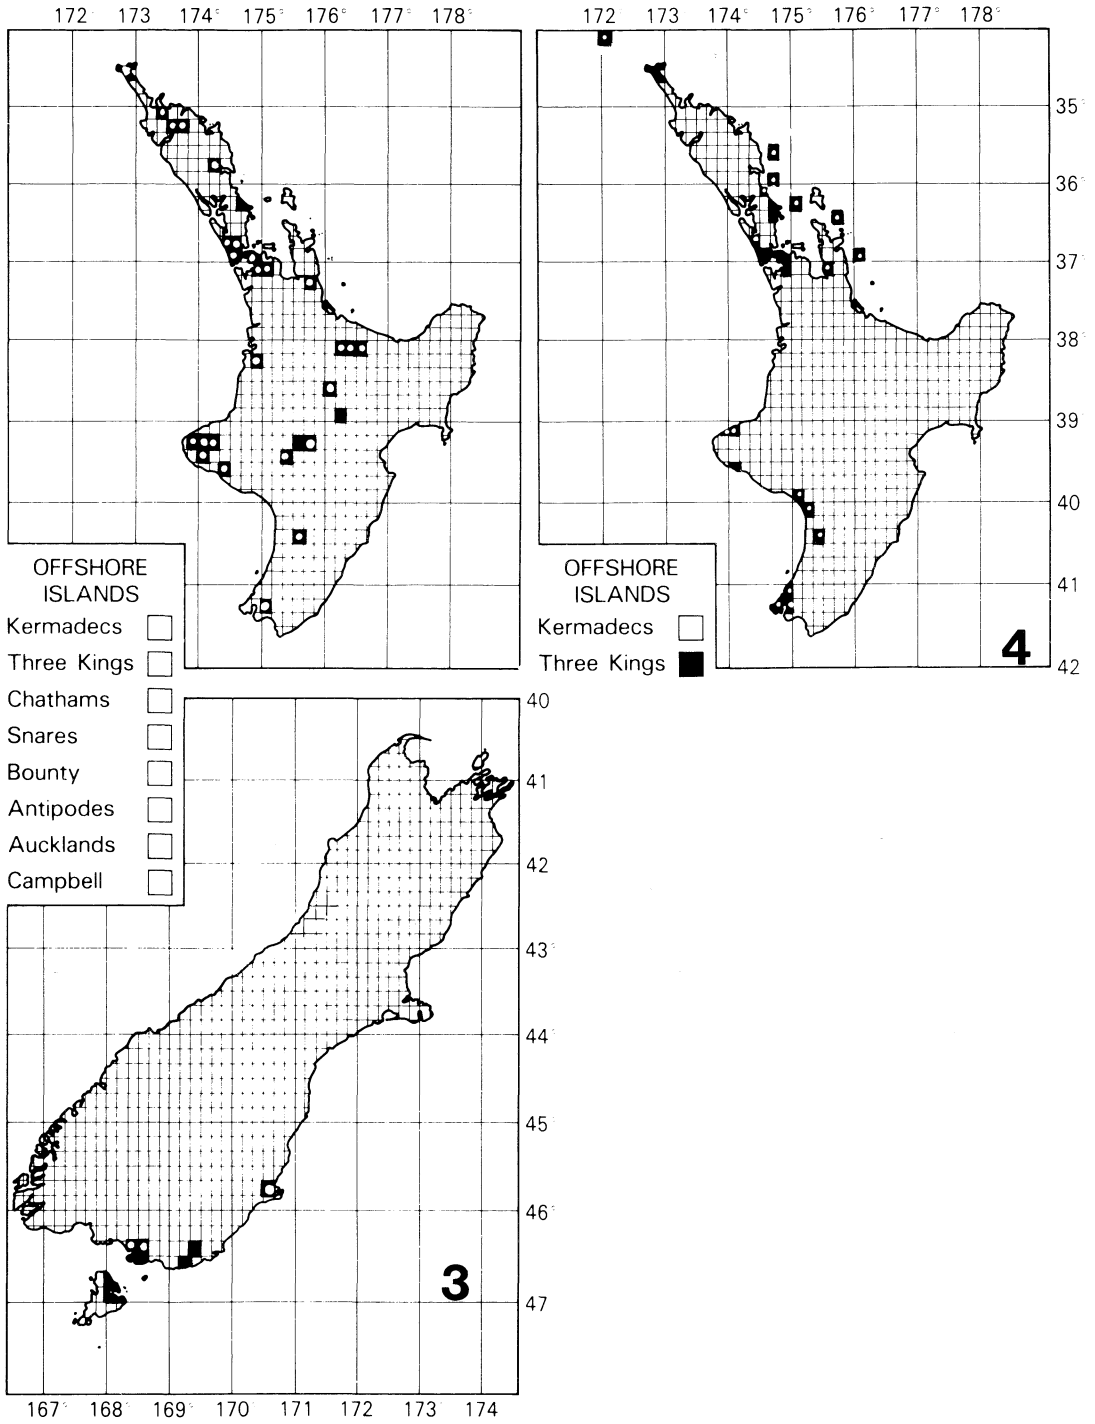 172° 173° 174° 175° 176° 177° 178°
172° 173° 174° 175° 176° 177° 178°
35°
36°
37°
38°
39°
40
41
42
OFFSHORE
ISLANDS
Kermadecs
Three Kings
Chathams
Snares
Bounty
Antipodes
Aucklands
Campbell
OFFSHORE
ISLANDS
Kermadecs
Three Kings
4
40
41
42
43
44
45
46
47
3
167° 168° 169° 170 171 172 173 174